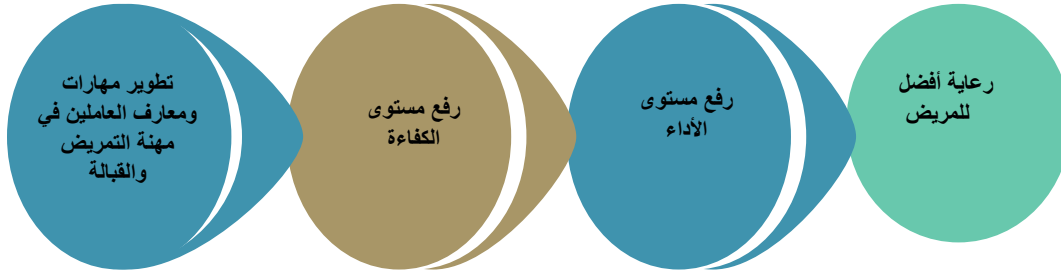 تطوير مهارات
ومعارف العاملين في
مهنة التمريض
والقبالة
رفع مستوى
الكفاءة
رفع مستوى
الأداء
رعاية أفضل
للمريض